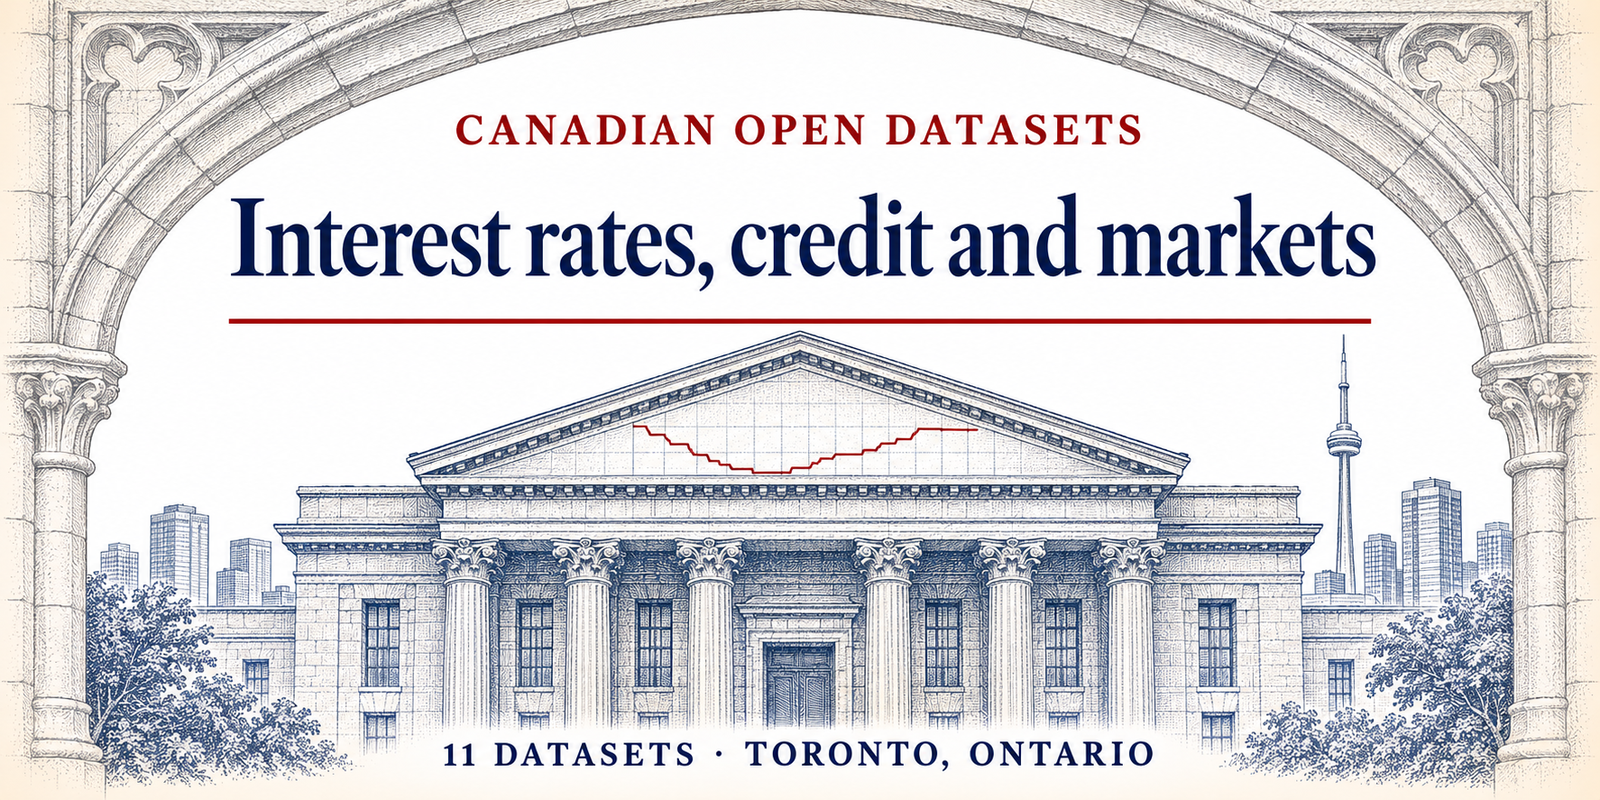 CANADIAN OPEN DATASETS
Interest rates, credit and markets
11 DATASETS · TORONTO, ONTARIO